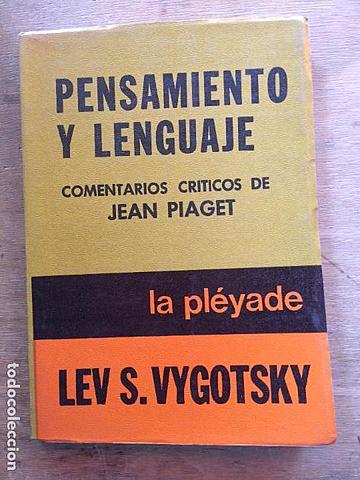 PENSAMIENTO
Y LENGUAJE
COMENTARIOS CRITICOS DE
JEAN PIAGET
la pléyade
LEV S. VYGOTSKY
todocoleccion